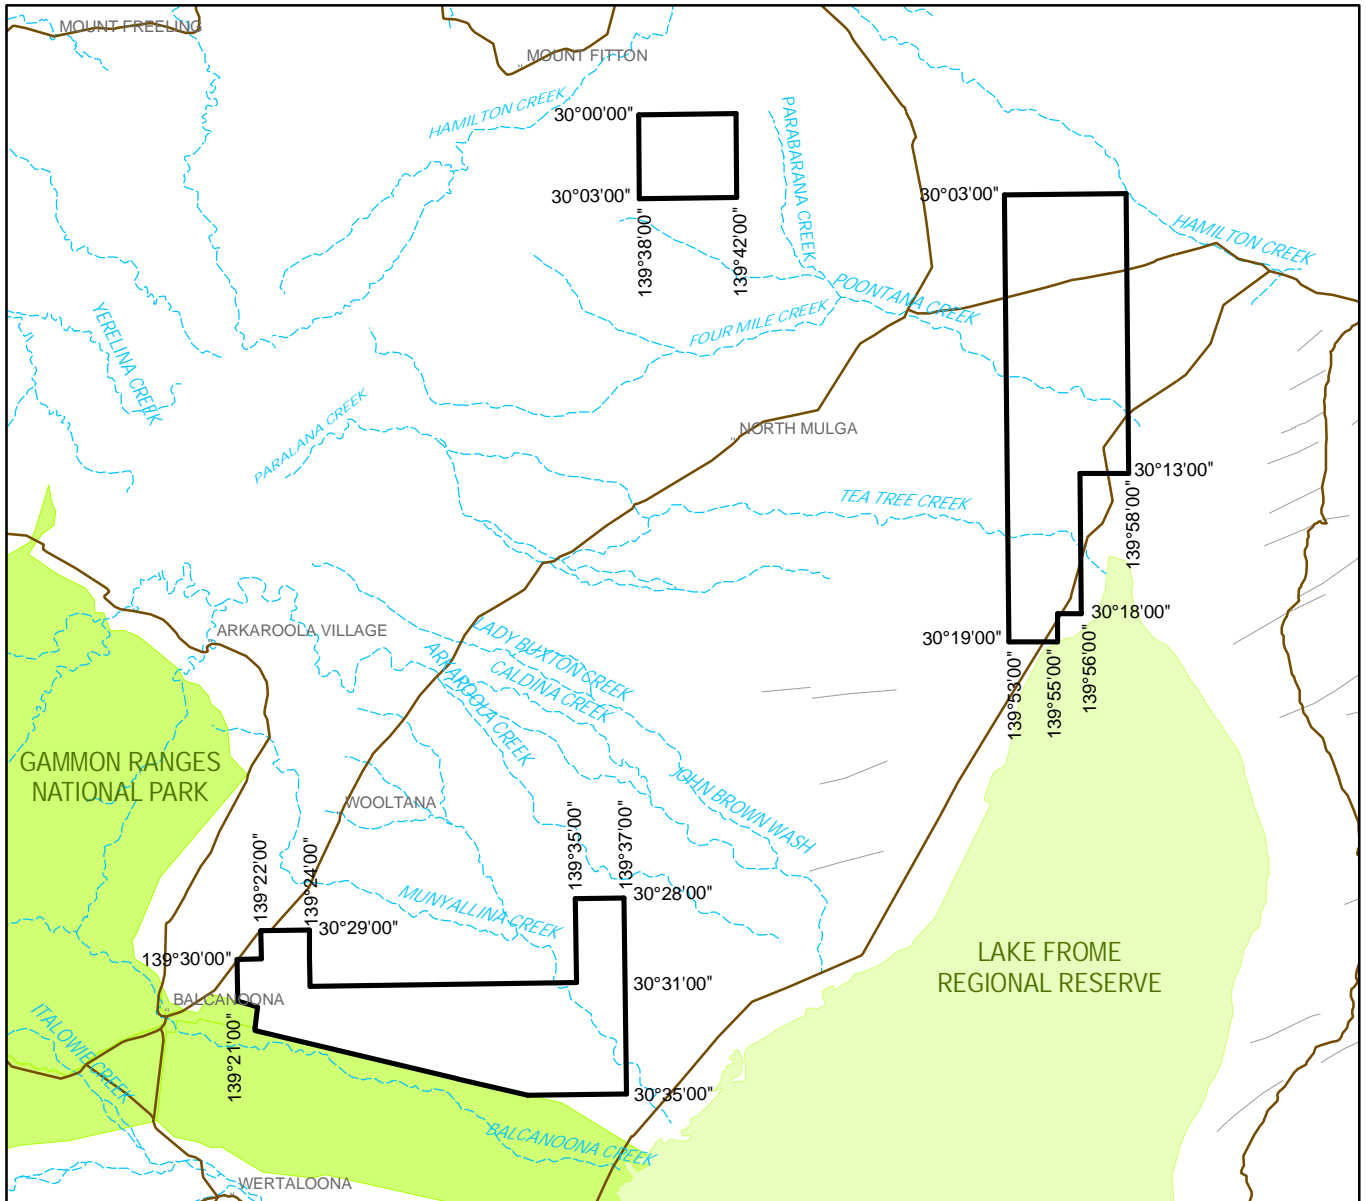 MOUNT FREELING
MOUNT FITTON
HAMILTON CREEK
30°00'00"
PARABARANA CREEK
30°03'00"
30°03'00"
139°38'00"
139°42'00"
HAMILTON CREEK
POONTANA CREEK
FOUR MILE CREEK
YERELINA CREEK
PARALANA CREEK
NORTH MULGA
30°13'00"
TEA TREE CREEK
139°58'00"
30°18'00"
30°19'00"
139°53'00"
139°55'00"
139°56'00"
ARKAROOLA VILLAGE
LADY BUXTON CREEK
CALDINA CREEK
ARKAROOLA CREEK
GAMMON RANGES
NATIONAL PARK
JOHN BROWN WASH
WOOLTANA
139°22'00"
139°24'00"
139°35'00"
139°37'00"
30°28'00"
MUNYALLINA CREEK
30°29'00"
139°30'00"
LAKE FROME
REGIONAL RESERVE
30°31'00"
BALCANOONA
ITALOWIE CREEK
139°21'00"
30°35'00"
BALCANOONA CREEK
WERTALOONA